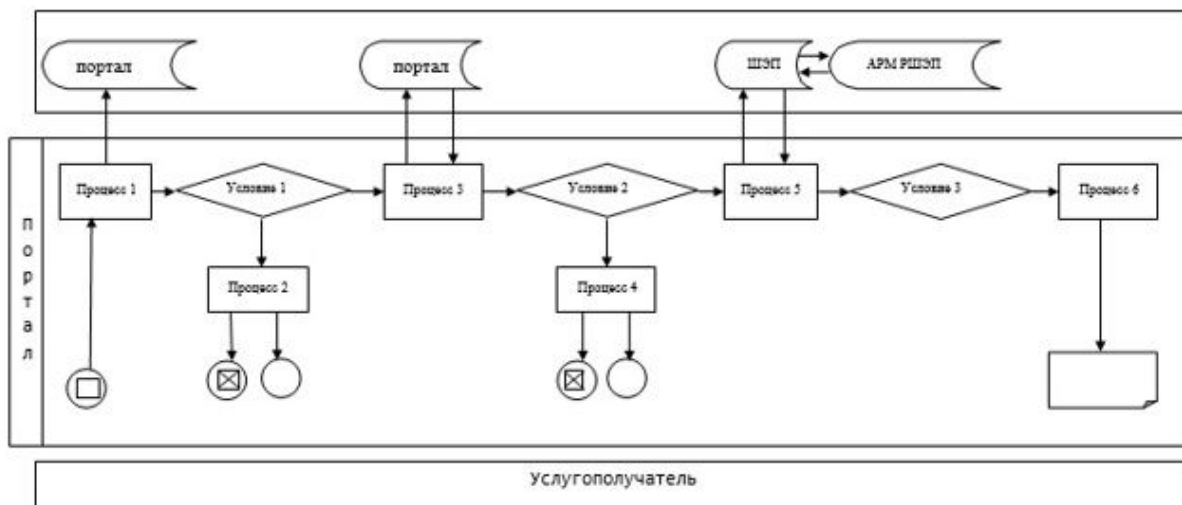 портал
портал
ШЭП
АРМ РШЭП
Процесс 1
Условие 1
Процесс 3
Условие 2
Процесс 5
Условие 3
Процесс 6
Процесс 2
Процесс 4
Портал
Услугополучатель